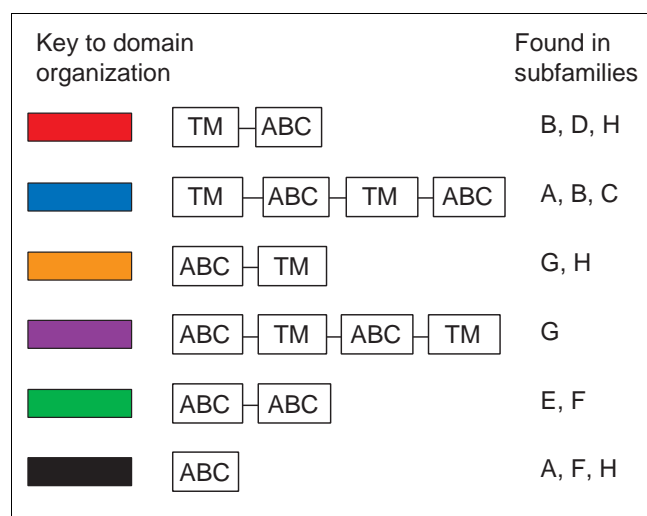 Key to domain organization
Found in subfamilies
TM ABC B, D, H
TM ABC TM ABC A, B, C
ABC TM G, H
ABC TM ABC TM G
ABC ABC E, F
ABC A, F, H